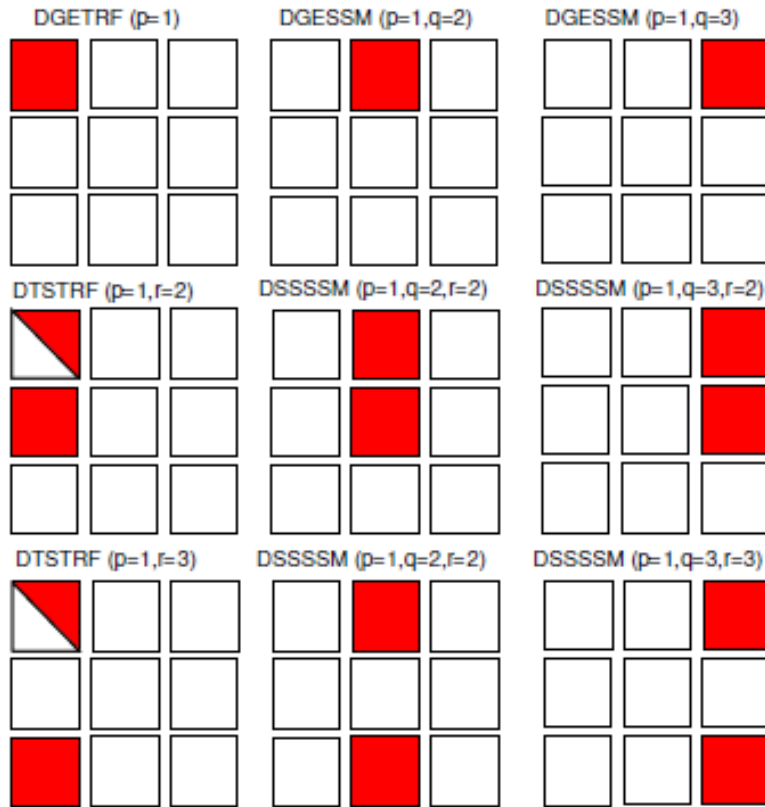 DGETRF (p=1)
DGESSM (p=1,q=2)
DGESSM (p=1,q=3)
DTSTRF (p=1,r=2)
DSSSSM (p=1,q=2,r=2)
DSSSSM (p=1,q=3,r=2)
DTSTRF (p=1,r=3)
DSSSSM (p=1,q=2,r=2)
DSSSSM (p=1,q=3,r=3)